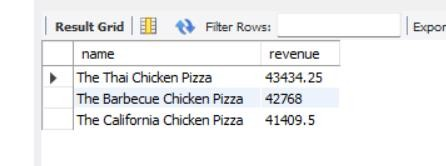 Result Grid Filter Rows: Expor
name revenue
The Thai Chicken Pizza 43434.25
The Barbecue Chicken Pizza 42768
The California Chicken Pizza 41409.5